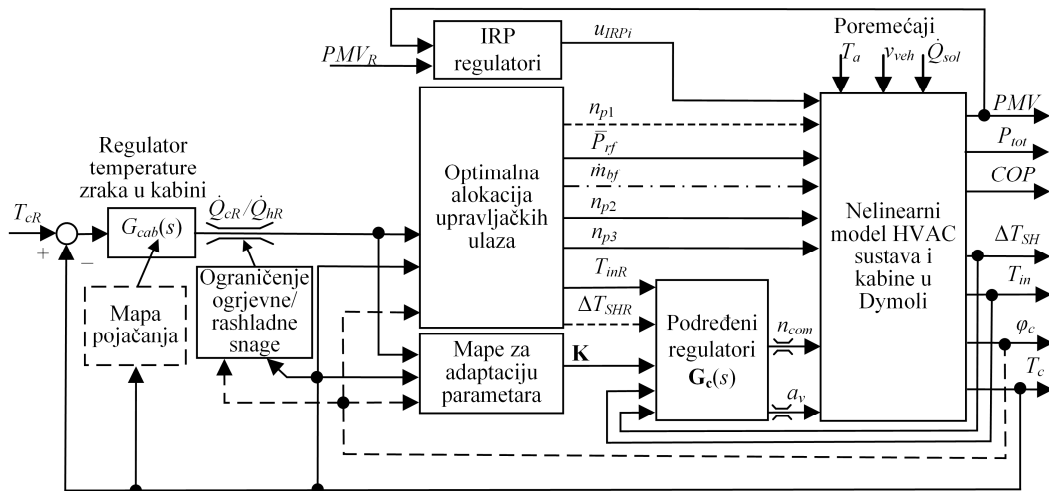 Poremećaji
T_a
v_veh
Q̇_sol
PMV_R
IRP
regulatori
u_IRPi
Regulator
temperature
zraka u kabini
T_cR
+
−
G_cab(s)
Q̇_cR/Q̇_hR
Mapa
pojačanja
Ograničenje
ogrjevne/
rashladne
snage
Optimalna
alokacija
upravljačkih
ulaza
n_p1
P̅_rf
ṁ_bf
n_p2
n_p3
T_inR
ΔT_SHR
Mape za
adaptaciju
parametara
K
Podređeni
regulatori
G_c(s)
n_com
a_v
Nelinearni
model HVAC
sustava i
kabine u
Dymoli
PMV
P_tot
COP
ΔT_SH
T_in
φ_c
T_c